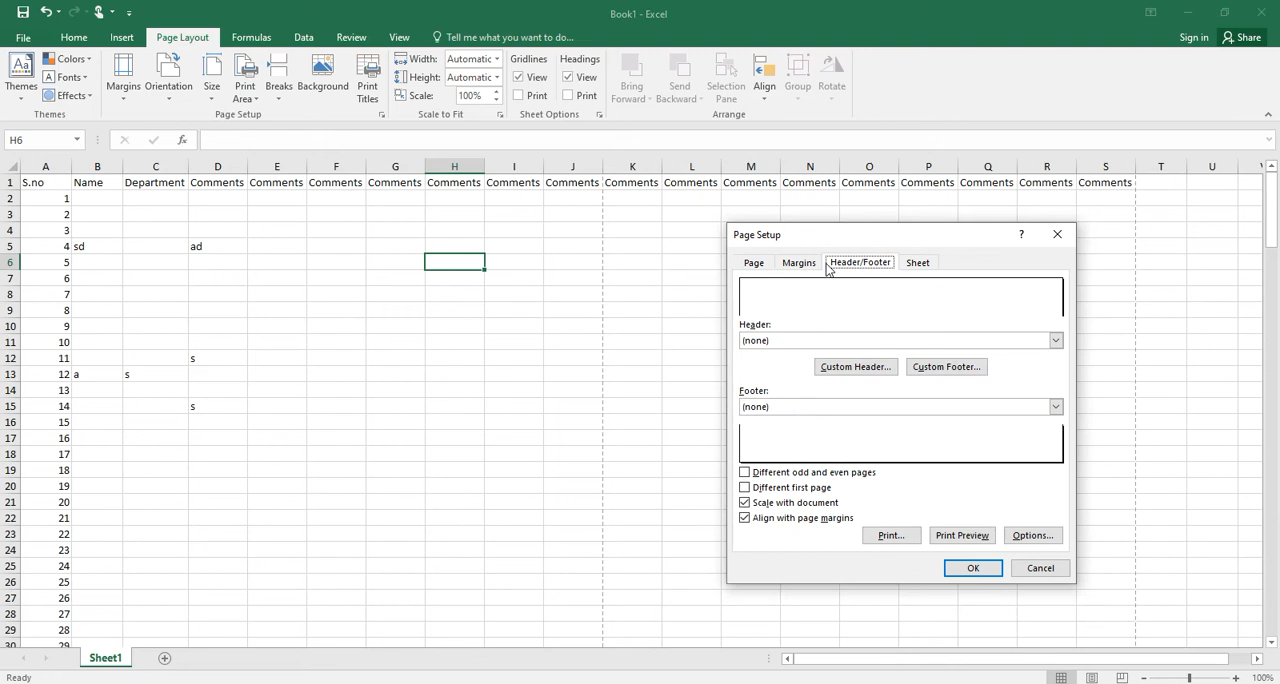 Book1 - Excel
File Home Insert Page Layout Formulas Data Review View Tell me what you want to do... Sign in Share
Aa Themes Colors Fonts Effects Margins Orientation Size Print Area Breaks Background Print Titles
Width: Automatic Height: Automatic Scale: 100%
Gridlines View Print Headings View Print
Bring Forward Send Backward Selection Pane Align Group Rotate
Themes Page Setup Scale to Fit Sheet Options Arrange
H6 fx
A B C D E F G H I J K L M N O P Q R S T U
1 S.no Name Department Comments Comments Comments Comments Comments Comments Comments Comments Comments Comments Comments Comments Comments Comments Comments Comments
2 1
3 2
4 3
5 4 sd ad
6 5
7 6
8 7
9 8
10 9
11 10
12 11 s
13 12 a s
14 13
15 14 s
16 15
17 16
18 17
19 18
20 19
21 20
22 21
23 22
24 23
25 24
26 25
27 26
28 27
29 28
30 29
Page Setup ?
Page Margins Header/Footer Sheet
Header:
(none)
Custom Header... Custom Footer...
Footer:
(none)
Different odd and even pages
Different first page
Scale with document
Align with page margins
Print... Print Preview Options...
OK Cancel
Sheet1
Ready 100%